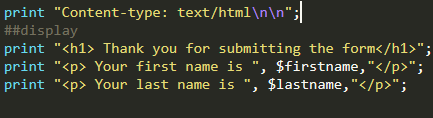 print "Content-type: text/html\n\n";
##display
print "<h1> Thank you for submitting the form</h1>";
print "<p> Your first name is ", $firstname,"</p>";
print "<p> Your last name is ", $lastname,"</p>";